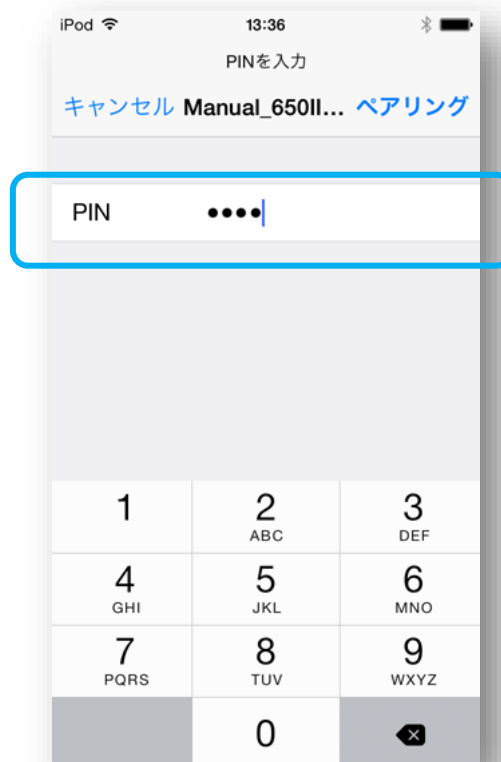 iPod 13:36
PINを入力
キャンセル Manual_650II... ペアリング
PIN ••••
1 2 3
ABC DEF
4 5 6
GHI JKL MNO
7 8 9
PQRS TUV WXYZ
0